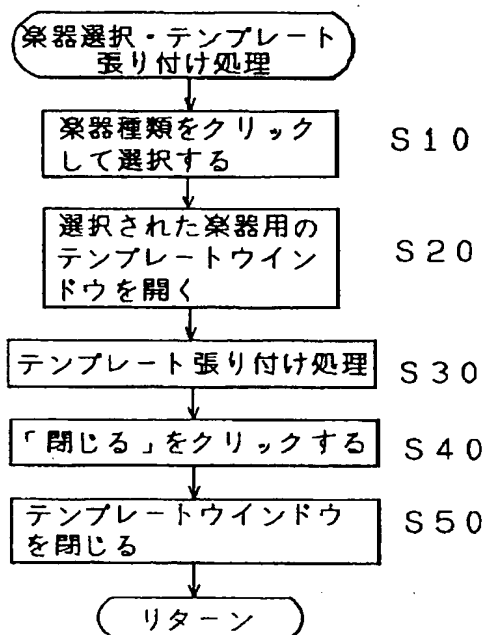 楽器選択・テンプレート
張り付け処理
楽器種類をクリック
して選択する
S10
選択された楽器用の
テンプレートウイン
ドウを開く
S20
テンプレート張り付け処理
S30
「閉じる」をクリックする
S40
テンプレートウインドウ
を閉じる
S50
リターン